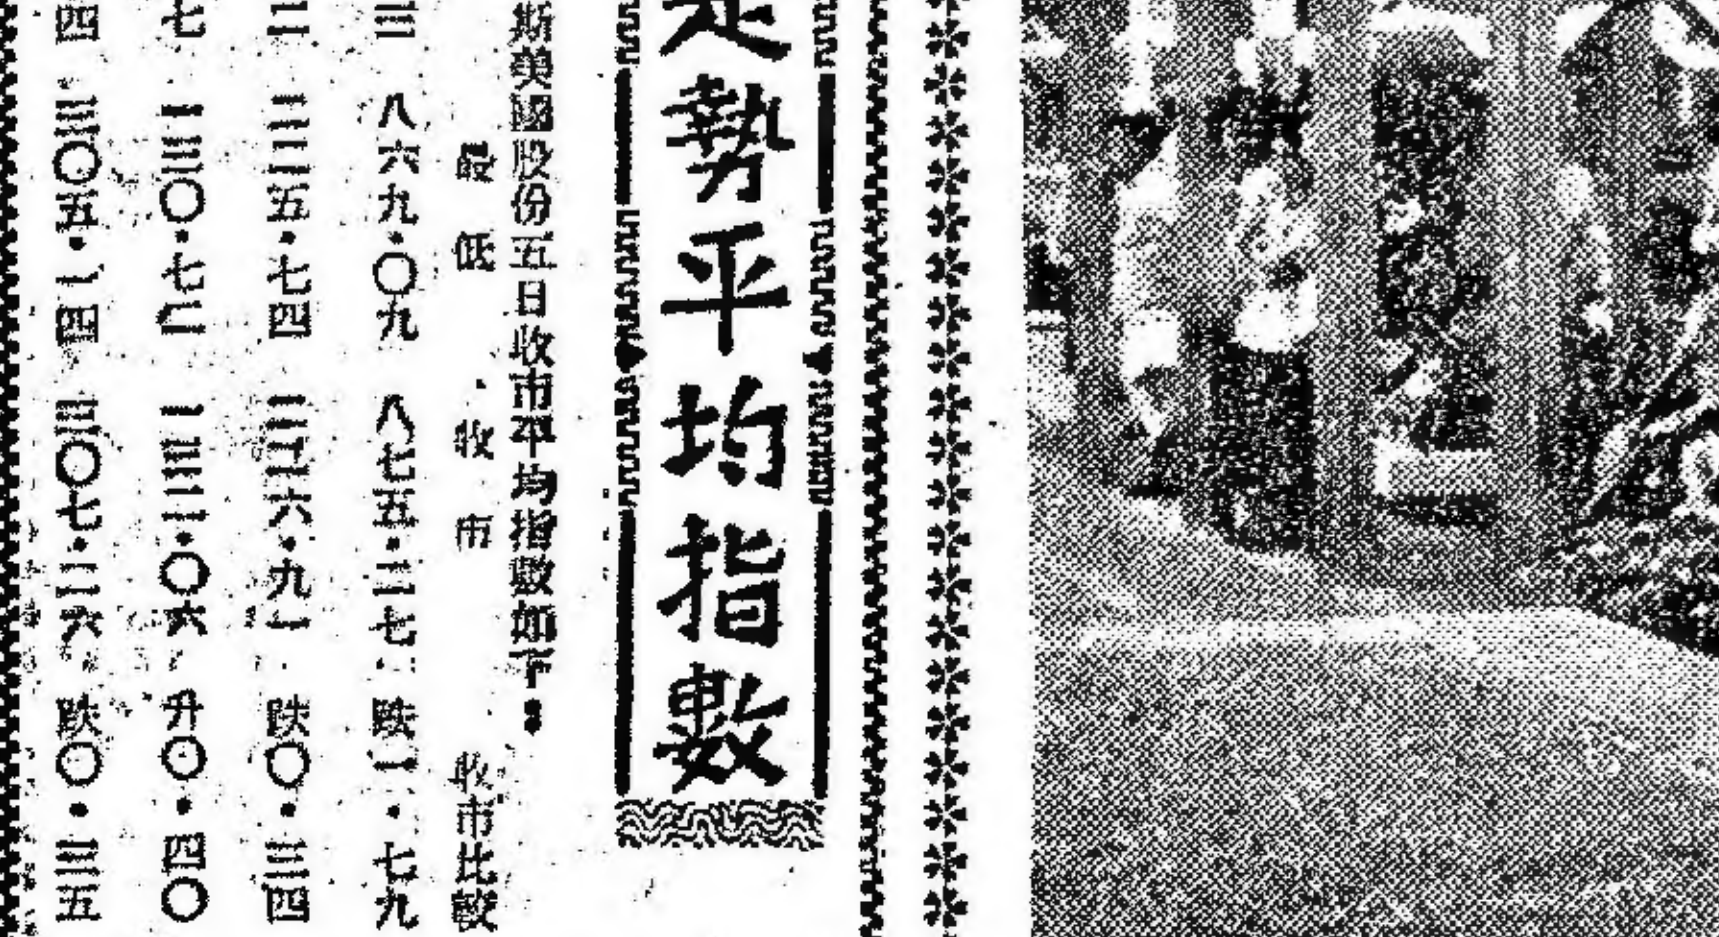 走勢平均指數
斯美國股份五日收市平均指數如下：
最低 收市 收市比較
三 八六九·〇九 八七五·二七 跌一·七九
二 二二五·七四 二二六·九一 跌〇·三四
七 一三〇·七二 一三二·〇六 升〇·四〇
四 三〇五·一四 三〇七·二六 跌〇·三五